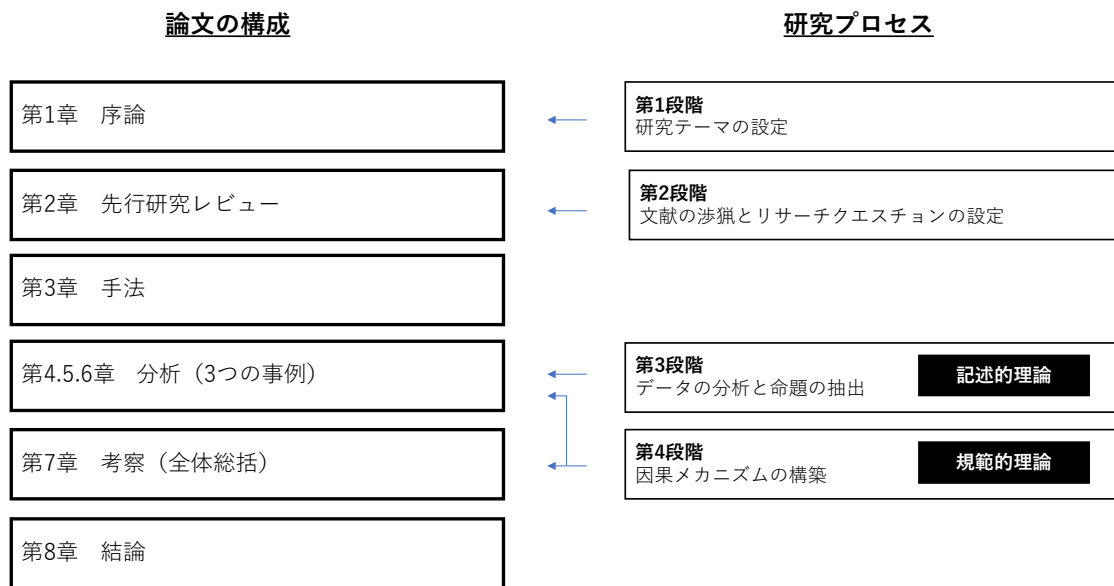 論文の構成
研究プロセス
第1章　序論
第1段階
研究テーマの設定
第2章　先行研究レビュー
第2段階
文献の渉猟とリサーチクエスチョンの設定
第3章　手法
第4.5.6章　分析（3つの事例）
第3段階
データの分析と命題の抽出
記述的理論
第7章　考察（全体総括）
第4段階
因果メカニズムの構築
規範的理論
第8章　結論